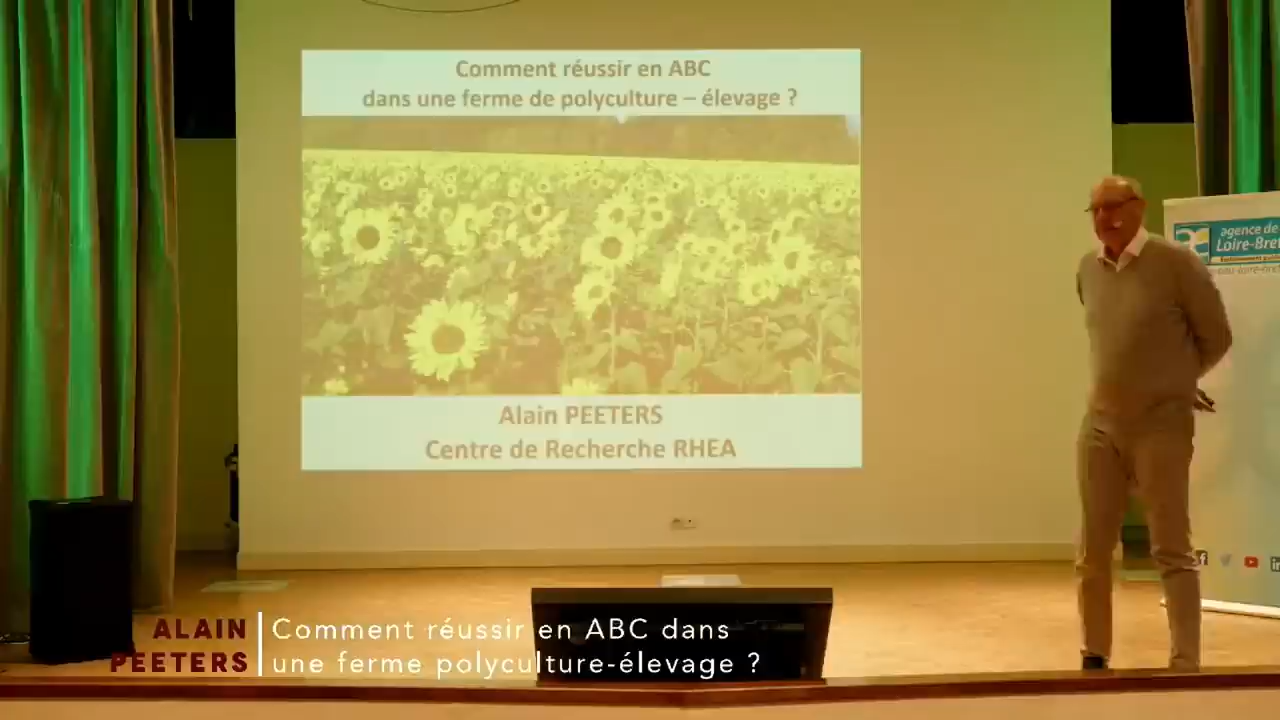 Comment réussir en ABC
dans une ferme de polyculture – élevage ?
Alain PEETERS
Centre de Recherche RHEA
agence de
Loire-Bret
ALAIN
PEETERS
Comment réussir en ABC dans
une ferme polyculture-élevage ?